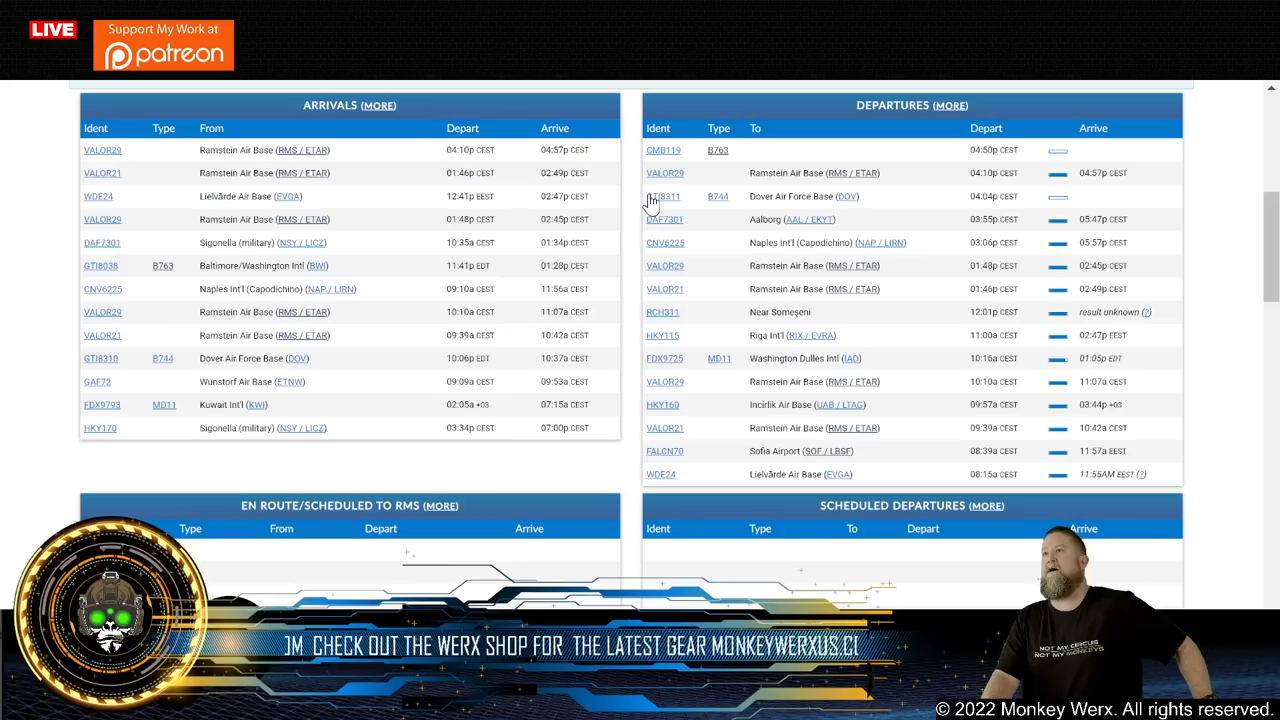 LIVE
Support My Work at
patreon
ARRIVALS (MORE)
Ident Type From Depart Arrive
VALOR29 Ramstein Air Base (RMS / ETAR) 04:10p CEST 04:57p CEST
VALOR21 Ramstein Air Base (RMS / ETAR) 01:46p CEST 02:49p CEST
WDE24 Lielvārde Air Base (EVGA) 12:41p EEST 02:47p CEST
VALOR29 Ramstein Air Base (RMS / ETAR) 01:48p CEST 02:45p CEST
DAF7301 Sigonella (military) (NSY / LICZ) 10:35a CEST 01:34p CEST
GTI8038 B763 Baltimore/Washington Intl (BWI) 11:41p EDT 01:28p CEST
CNV6225 Naples Int'l (Capodichino) (NAP / LIRN) 09:10a CEST 11:56a CEST
VALOR29 Ramstein Air Base (RMS / ETAR) 10:10a CEST 11:07a CEST
VALOR21 Ramstein Air Base (RMS / ETAR) 09:39a CEST 10:42a CEST
GTI8310 B744 Dover Air Force Base (DOV) 10:06p EDT 10:37a CEST
GAF72 Wunstorf Air Base (ETNW) 09:09a CEST 09:53a CEST
FDX9793 MD11 Kuwait Int'l (KWI) 02:05a +03 07:15a CEST
HKY170 Sigonella (military) (NSY / LICZ) 03:34p CEST 07:00p CEST
DEPARTURES (MORE)
Ident Type To Depart Arrive
CMB119 B763 04:50p CEST
VALOR29 Ramstein Air Base (RMS / ETAR) 04:10p CEST 04:57p CEST
8311 B744 Dover Air Force Base (DOV) 04:04p CEST
DAF7301 Aalborg (AAL / EKYT) 03:55p CEST 05:47p CEST
CNV6225 Naples Int'l (Capodichino) (NAP / LIRN) 03:06p CEST 05:57p CEST
VALOR29 Ramstein Air Base (RMS / ETAR) 01:48p CEST 02:45p CEST
VALOR21 Ramstein Air Base (RMS / ETAR) 01:46p CEST 02:49p CEST
RCH311 Near Someşeni 12:01p CEST result unknown (?)
HKY115 Riga Int'l (RIX / EVRA) 11:00a CEST 02:47p EEST
FDX9725 MD11 Washington Dulles Intl (IAD) 10:16a CEST 01:05p EDT
VALOR29 Ramstein Air Base (RMS / ETAR) 10:10a CEST 11:07a CEST
HKY160 Incirlik Air Base (UAB / LTAG) 09:57a CEST 03:44p +03
VALOR21 Ramstein Air Base (RMS / ETAR) 09:39a CEST 10:42a CEST
FALCN70 Sofia Airport (SOF / LBSF) 08:39a CEST 11:57a EEST
WDE24 Lielvārde Air Base (EVGA) 08:15a CEST 11:55AM EEST (?)
EN ROUTE/SCHEDULED TO RMS (MORE)
Type From Depart Arrive
SCHEDULED DEPARTURES (MORE)
Ident Type To Depart Arrive
CHECK OUT THE WERX SHOP FOR THE LATEST GEAR MONKEYWERXUS.C
NOT MY CIRCUS
NOT MY MONKEYS
© 2022 Monkey Werx. All rights reserved.